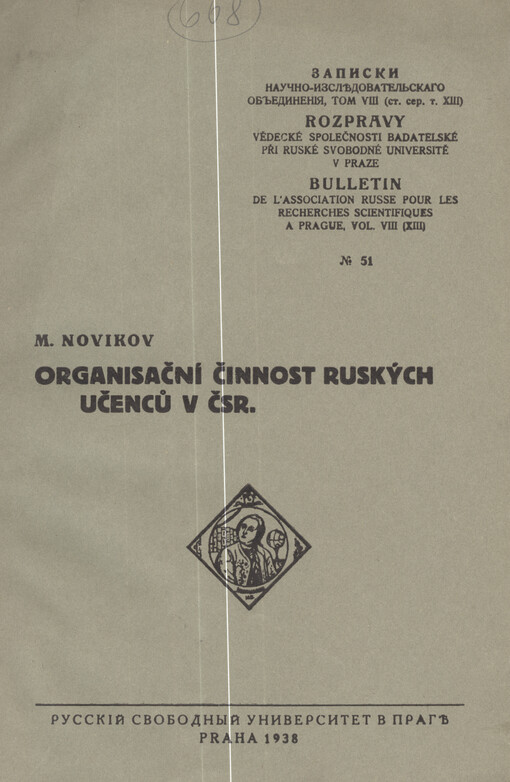 608
ЗАПИСКИ
НАУЧНО-ИЗСЛѢДОВАТЕЛЬСКАГО
ОБЪЕДИНЕНІЯ, ТОМ VIII (ст. сер. т. XIII)
ROZPRAVY
VĚDECKÉ SPOLEČNOSTI BADATELSKÉ
PŘI RUSKÉ SVOBODNÉ UNIVERSITĚ
V PRAZE
BULLETIN
DE L'ASSOCIATION RUSSE POUR LES
RECHERCHES SCIENTIFIQUES
A PRAGUE, VOL. VIII (XIII)
№ 51
M. NOVIKOV
ORGANISAČNÍ ČINNOST RUSKÝCH
UČENCŮ V ČSR.
РУССКІЙ СВОБОДНЫЙ УНИВЕРСИТЕТ В ПРАГѢ
PRAHA 1938